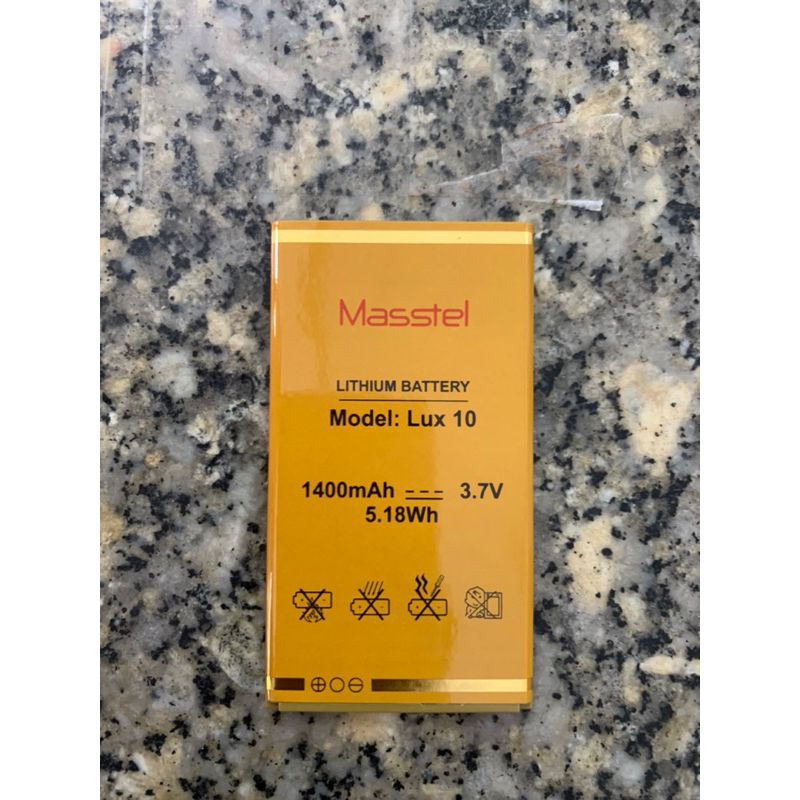 Masstel
LITHIUM BATTERY
Model: Lux 10
1400mAh 3.7V
5.18Wh